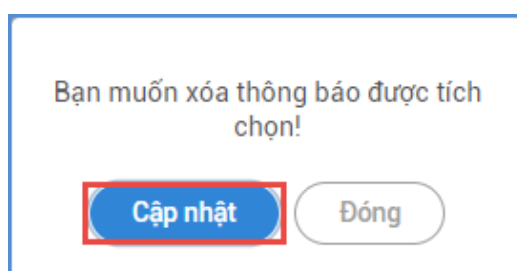 Bạn muốn xóa thông báo được tích
chọn!
Cập nhật Đóng